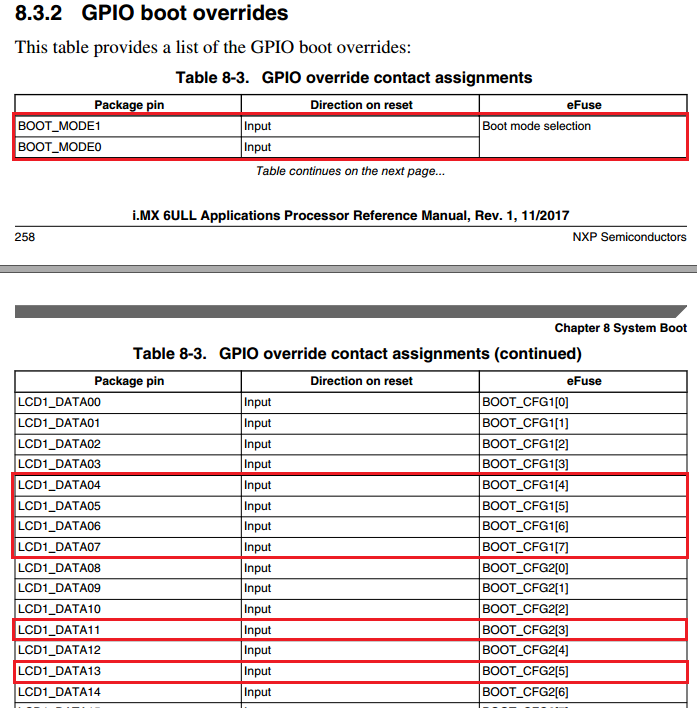 8.3.2 GPIO boot overrides
This table provides a list of the GPIO boot overrides:
Table 8-3. GPIO override contact assignments
Package pin Direction on reset eFuse
BOOT_MODE1 Input Boot mode selection
BOOT_MODE0 Input
Table continues on the next page...
i.MX 6ULL Applications Processor Reference Manual, Rev. 1, 11/2017
258 NXP Semiconductors
Chapter 8 System Boot
Table 8-3. GPIO override contact assignments (continued)
Package pin Direction on reset eFuse
LCD1_DATA00 Input BOOT_CFG1[0]
LCD1_DATA01 Input BOOT_CFG1[1]
LCD1_DATA02 Input BOOT_CFG1[2]
LCD1_DATA03 Input BOOT_CFG1[3]
LCD1_DATA04 Input BOOT_CFG1[4]
LCD1_DATA05 Input BOOT_CFG1[5]
LCD1_DATA06 Input BOOT_CFG1[6]
LCD1_DATA07 Input BOOT_CFG1[7]
LCD1_DATA08 Input BOOT_CFG2[0]
LCD1_DATA09 Input BOOT_CFG2[1]
LCD1_DATA10 Input BOOT_CFG2[2]
LCD1_DATA11 Input BOOT_CFG2[3]
LCD1_DATA12 Input BOOT_CFG2[4]
LCD1_DATA13 Input BOOT_CFG2[5]
LCD1_DATA14 Input BOOT_CFG2[6]